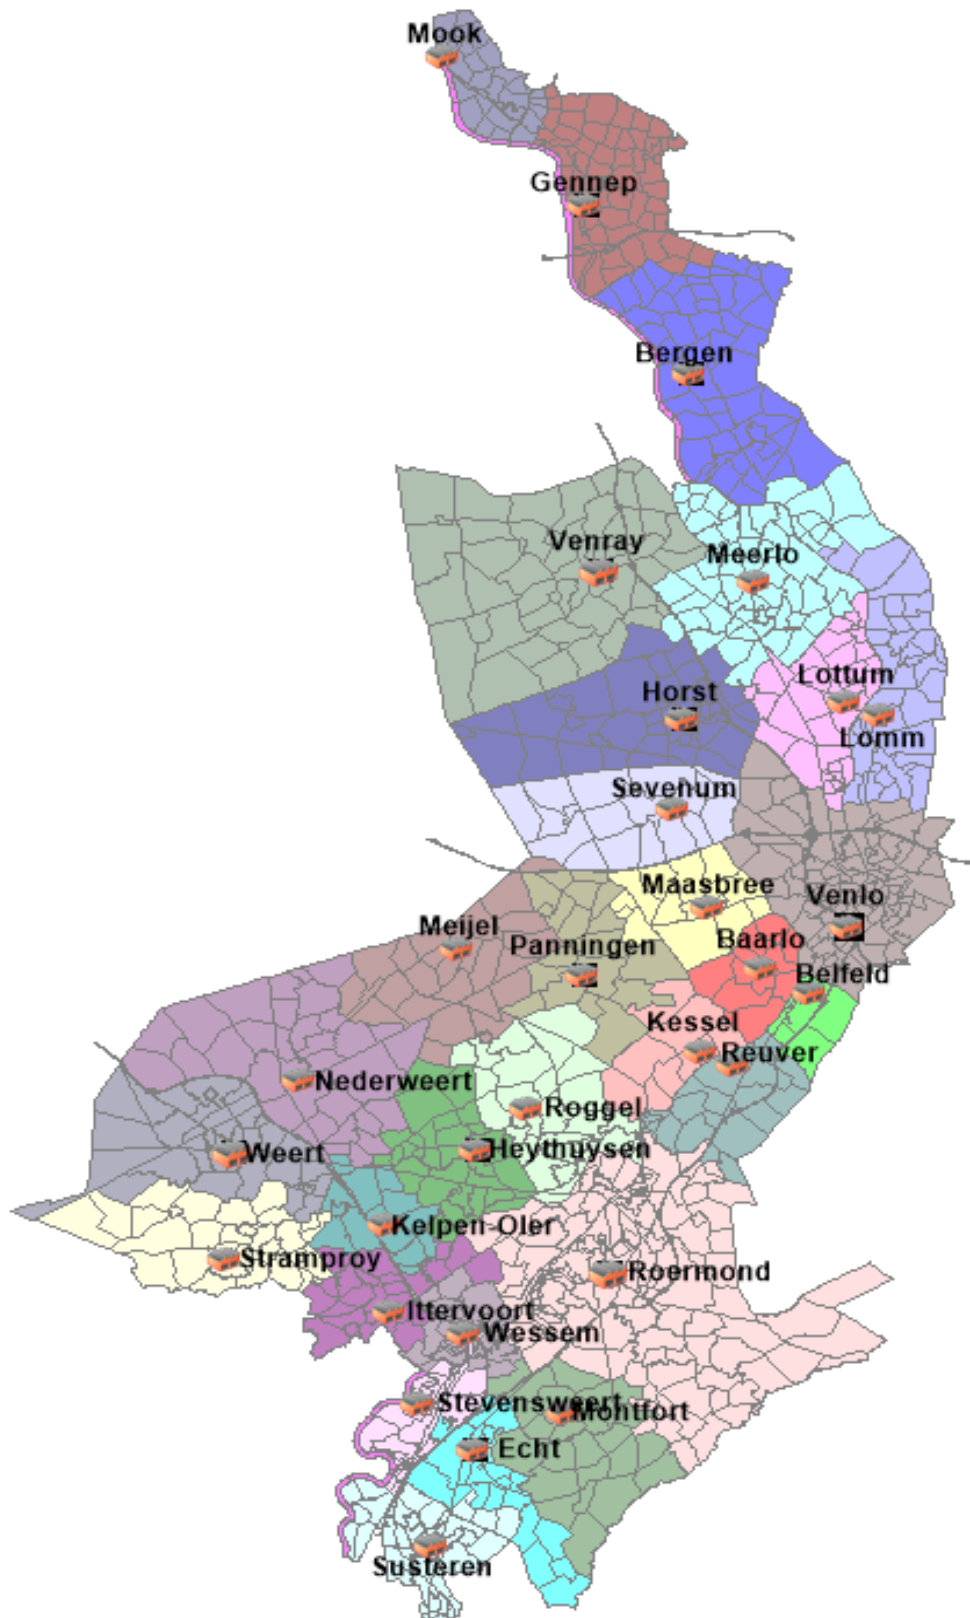 Mook
Gennep
Bergen
Venray
Meerlo
Lottum
Horst
Lomm
Sevenum
Maasbree
Venlo
Meijel
Panningen
Baarlo
Belfeld
Kessel
Reuver
Nederweert
Roggel
Weert
Heythuysen
Kelpen-Oler
Stramproy
Roermond
Ittervoort
Wessem
Stevensweert
Montfort
Echt
Susteren